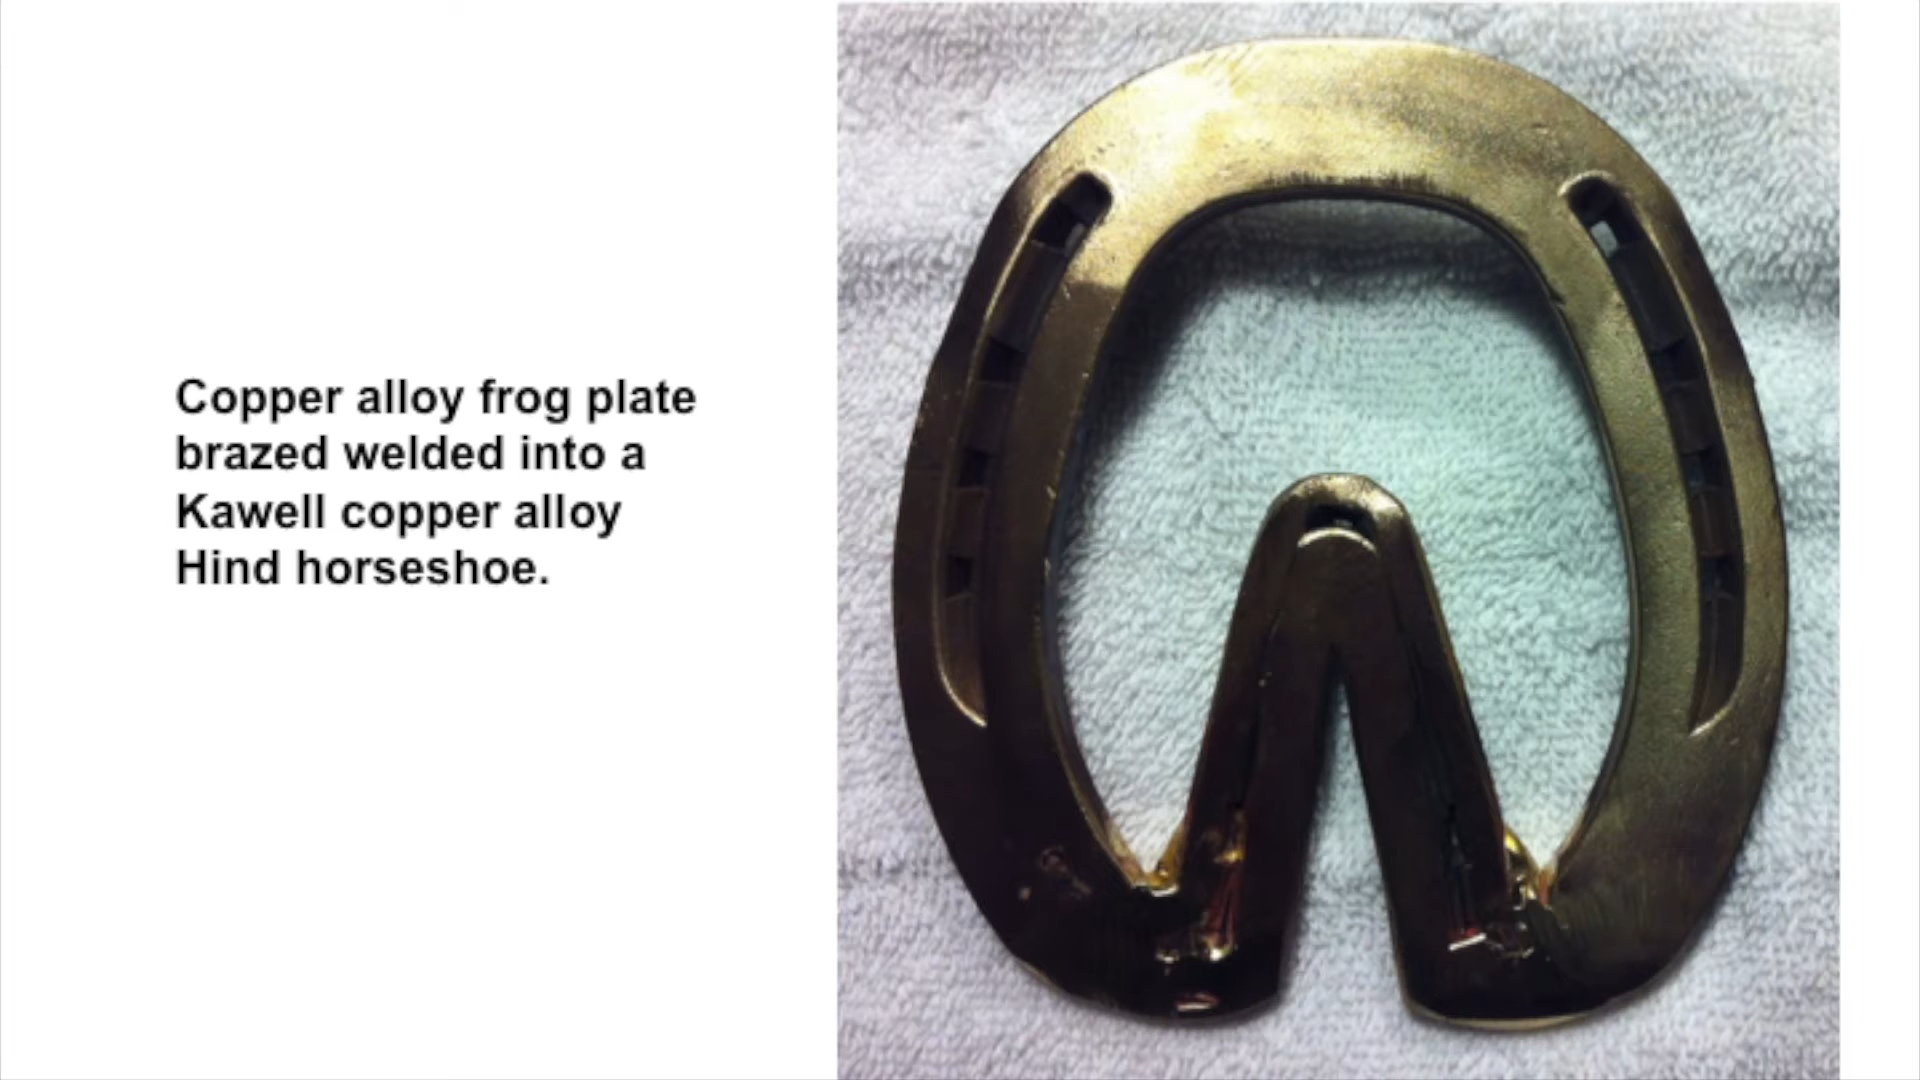 Copper alloy frog plate
brazed welded into a
Kawell copper alloy
Hind horseshoe.